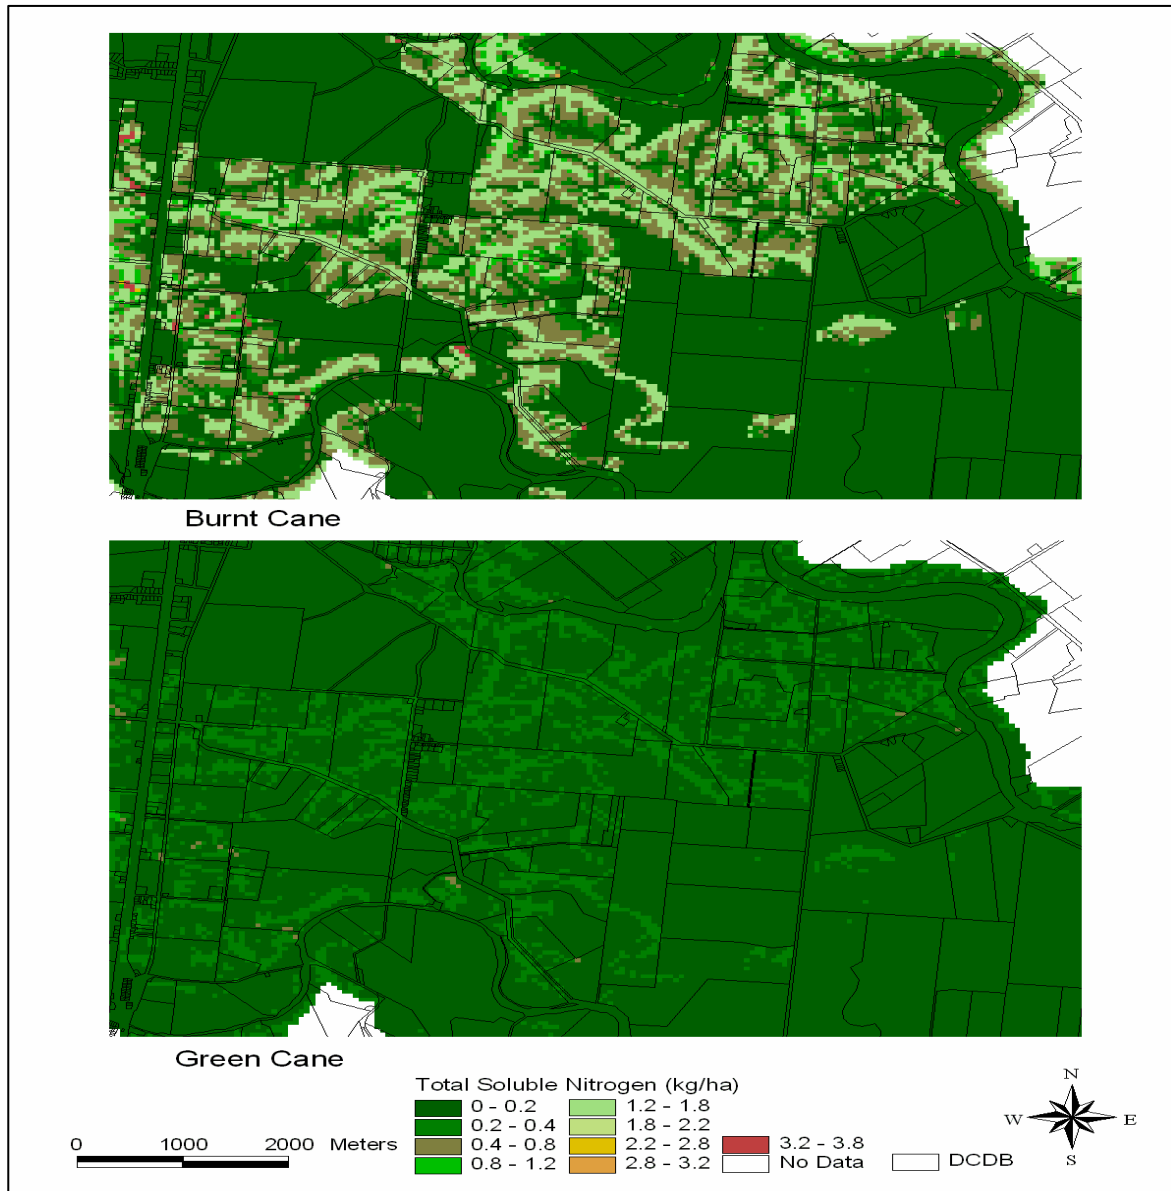 Burnt Cane
Green Cane
Total Soluble Nitrogen (kg/ha)
0 - 0.2
0.2 - 0.4
0.4 - 0.8
0.8 - 1.2
1.2 - 1.8
1.8 - 2.2
2.2 - 2.8
2.8 - 3.2
3.2 - 3.8
No Data
DCDB
0 1000 2000 Meters
N
W E
S